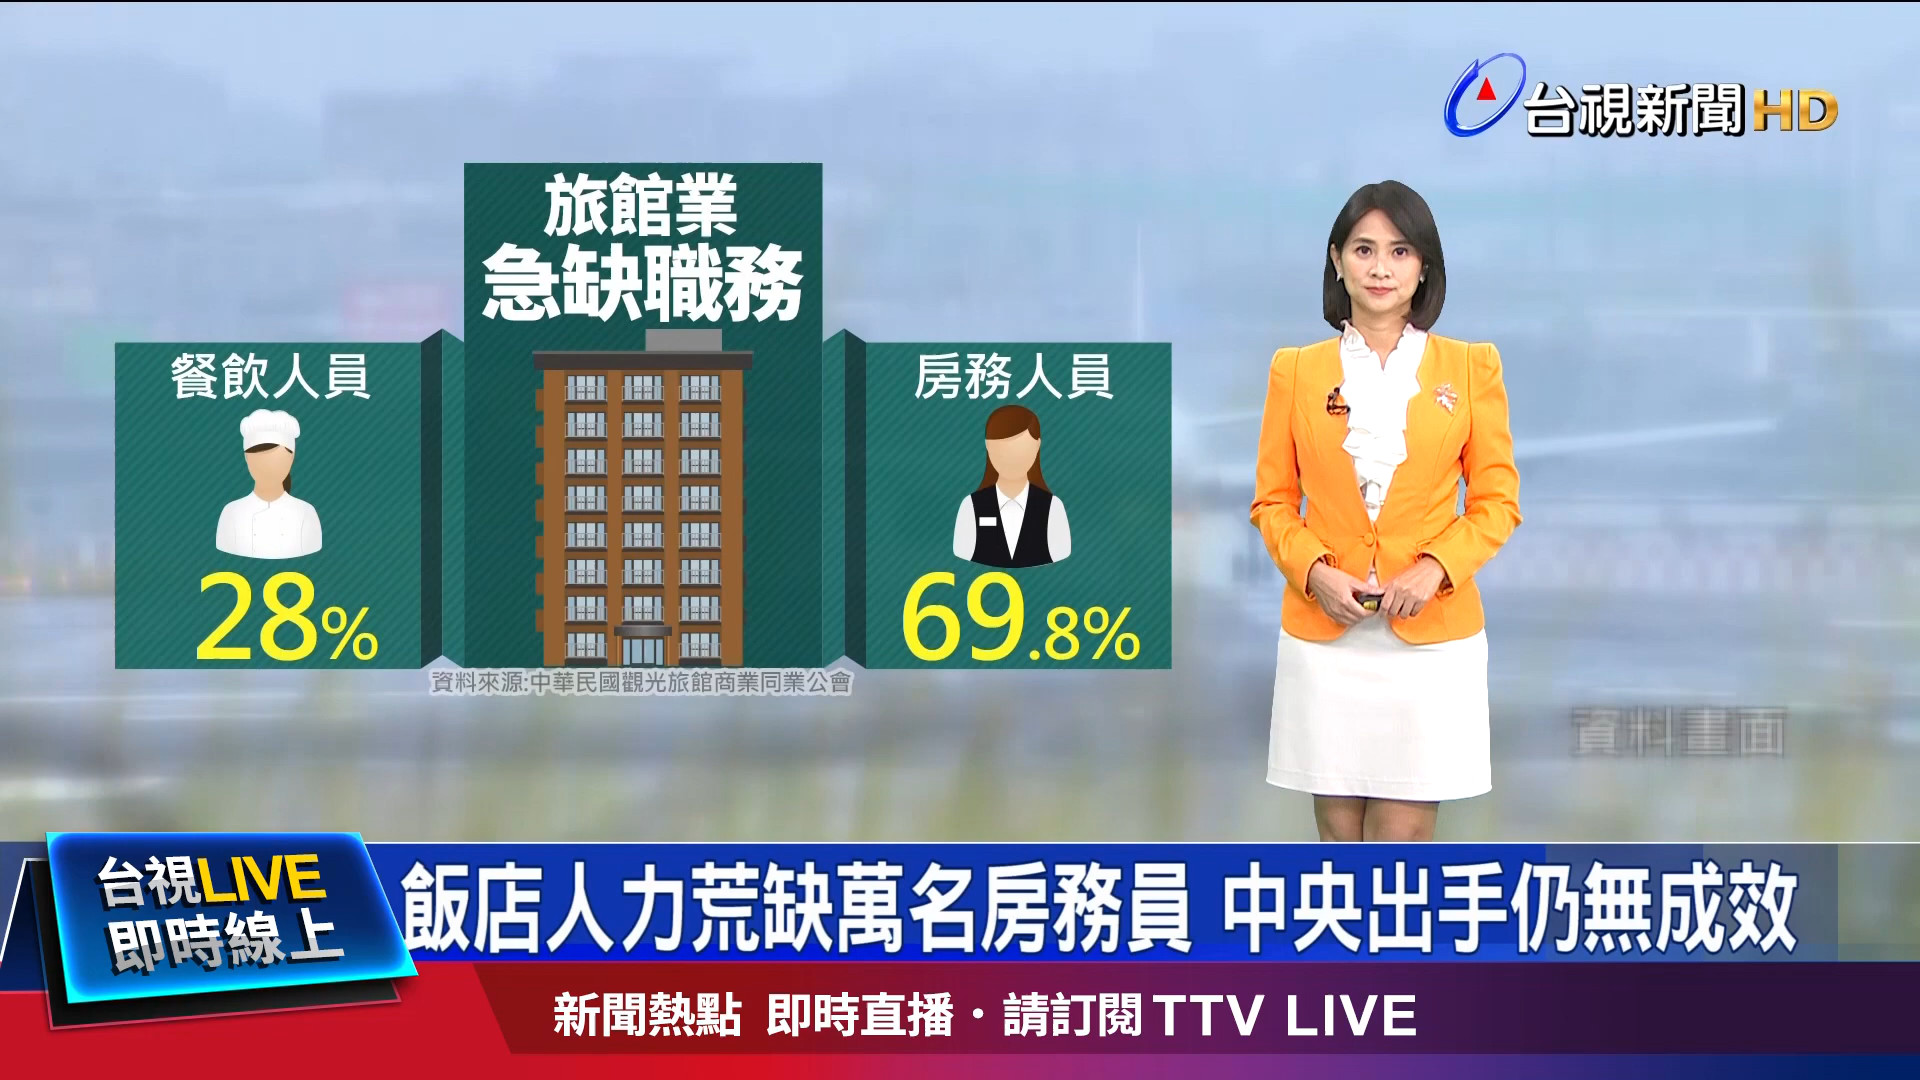 台視新聞HD
旅館業
急缺職務
餐飲人員
28%
房務人員
69.8%
資料來源:中華民國觀光旅館商業同業公會
資料畫面
台視LIVE
即時線上
飯店人力荒缺萬名房務員 中央出手仍無成效
新聞熱點 即時直播・請訂閱TTV LIVE